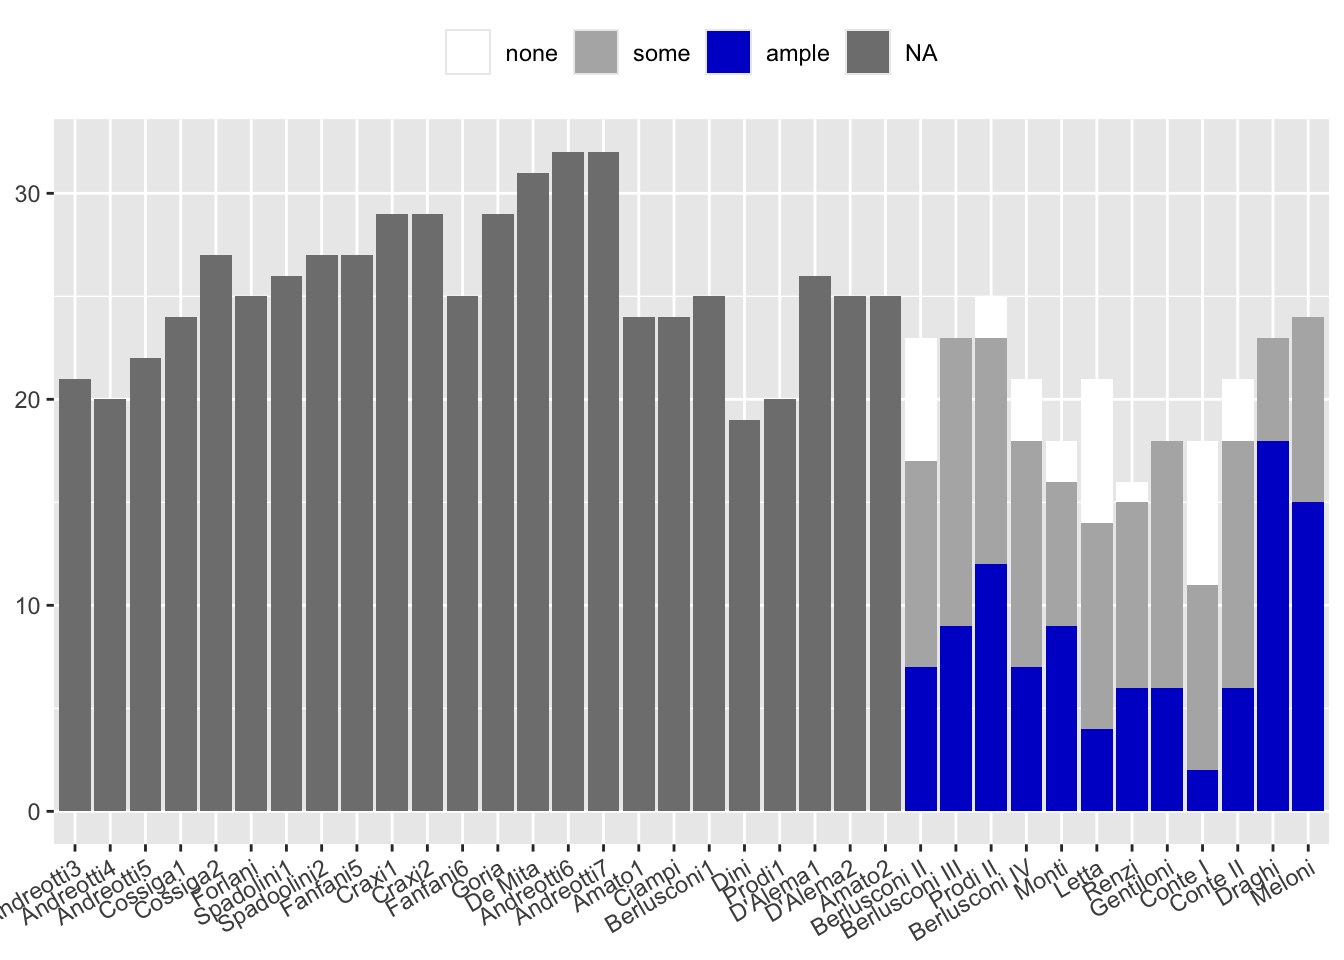 none some ample NA
30
20
10
0
ndreotti3
Andreotti4
Andreotti5
Cossiga1
Cossiga2
Forlani
Spadolini1
Spadolini2
Fanfani5
Craxi1
Craxi2
Fanfani6
Goria
De Mita
Andreotti6
Andreotti7
Amato1
Ciampi
Berlusconi1
Dini
Prodi1
D'Alema1
D'Alema2
Amato2
Berlusconi II
Berlusconi III
Prodi II
Berlusconi IV
Monti
Letta
Renzi
Gentiloni
Conte I
Conte II
Draghi
Meloni